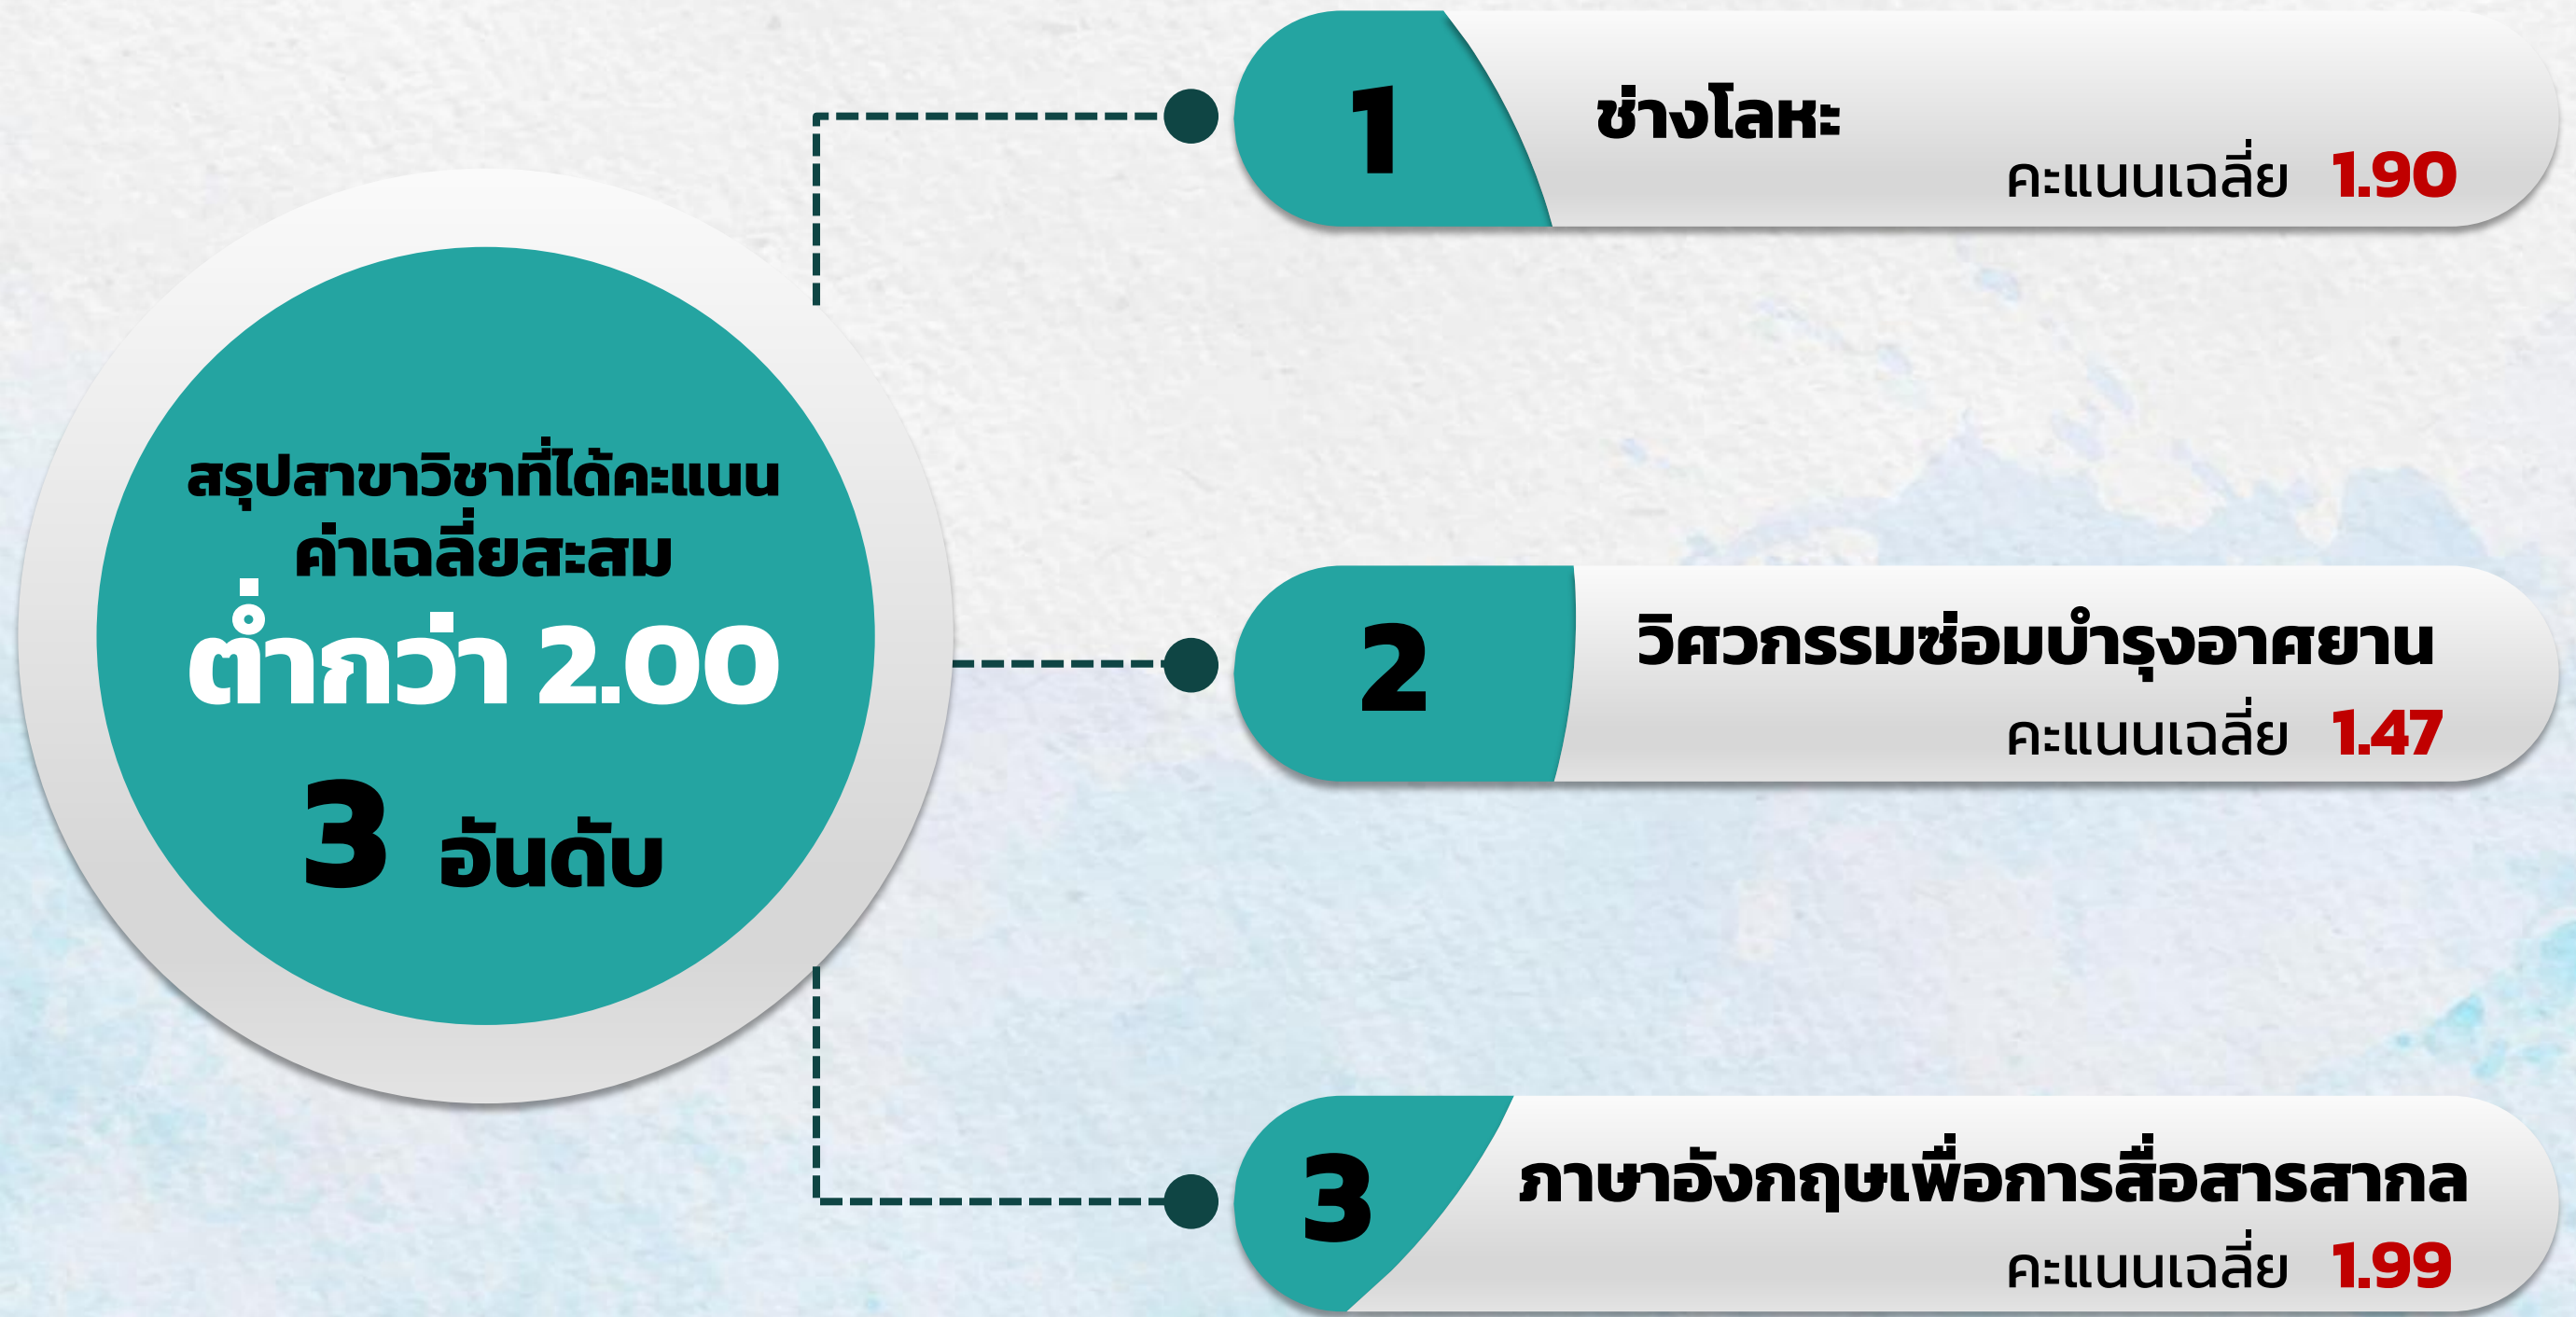 สรุปสาขาวิชาที่ได้คะแนน
ค่าเฉลี่ยสะสม
ต่ำกว่า 2.00
3 อันดับ
1
ช่างโลหะ
คะแนนเฉลี่ย 1.90
2
วิศวกรรมซ่อมบำรุงอาศยาน
คะแนนเฉลี่ย 1.47
3
ภาษาอังกฤษเพื่อการสื่อสารสากล
คะแนนเฉลี่ย 1.99